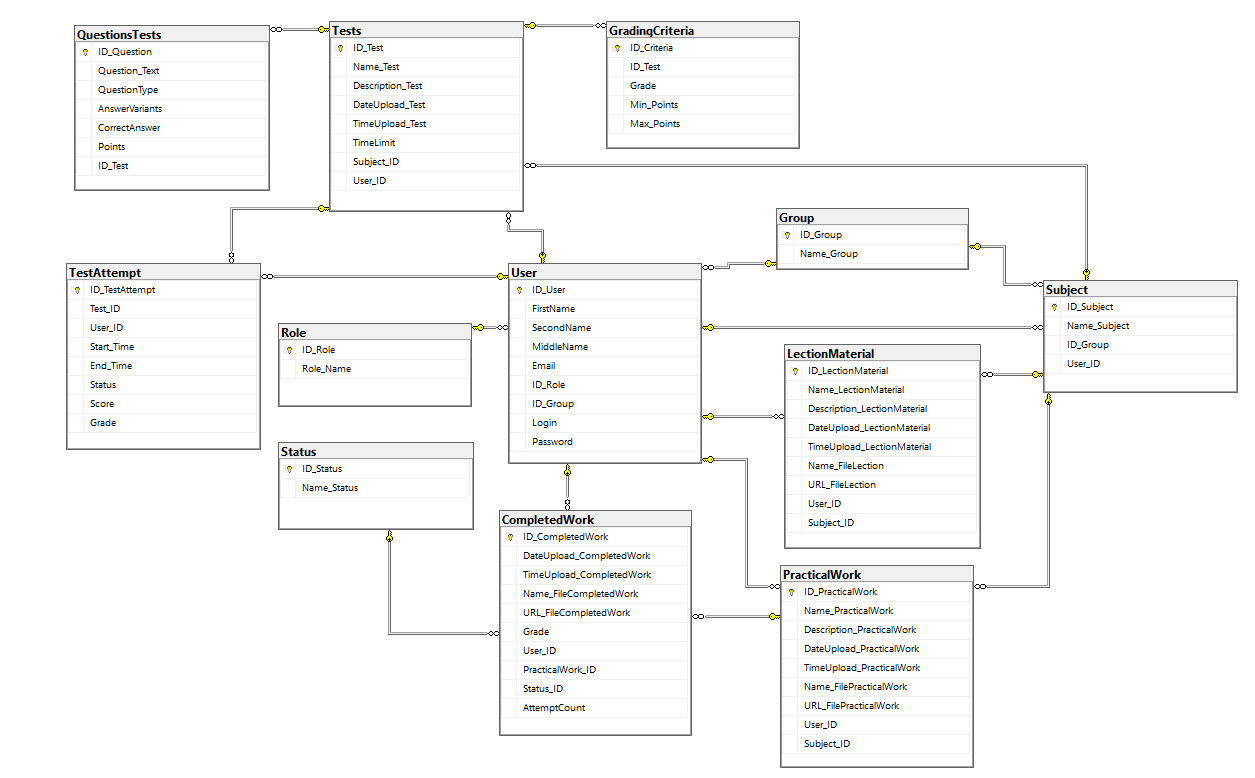 QuestionsTests
ID_Question
Question_Text
QuestionType
AnswerVariants
CorrectAnswer
Points
ID_Test
Tests
ID_Test
Name_Test
Description_Test
DateUpload_Test
TimeUpload_Test
TimeLimit
Subject_ID
User_ID
GradingCriteria
ID_Criteria
ID_Test
Grade
Min_Points
Max_Points
Group
ID_Group
Name_Group
TestAttempt
ID_TestAttempt
Test_ID
User_ID
Start_Time
End_Time
Status
Score
Grade
User
ID_User
FirstName
SecondName
MiddleName
Email
ID_Role
ID_Group
Login
Password
Subject
ID_Subject
Name_Subject
ID_Group
User_ID
Role
ID_Role
Role_Name
LectionMaterial
ID_LectionMaterial
Name_LectionMaterial
Description_LectionMaterial
DateUpload_LectionMaterial
TimeUpload_LectionMaterial
Name_FileLection
URL_FileLection
User_ID
Subject_ID
Status
ID_Status
Name_Status
CompletedWork
ID_CompletedWork
DateUpload_CompletedWork
TimeUpload_CompletedWork
Name_FileCompletedWork
URL_FileCompletedWork
Grade
User_ID
PracticalWork_ID
Status_ID
AttemptCount
PracticalWork
ID_PracticalWork
Name_PracticalWork
Description_PracticalWork
DateUpload_PracticalWork
TimeUpload_PracticalWork
Name_FilePracticalWork
URL_FilePracticalWork
User_ID
Subject_ID